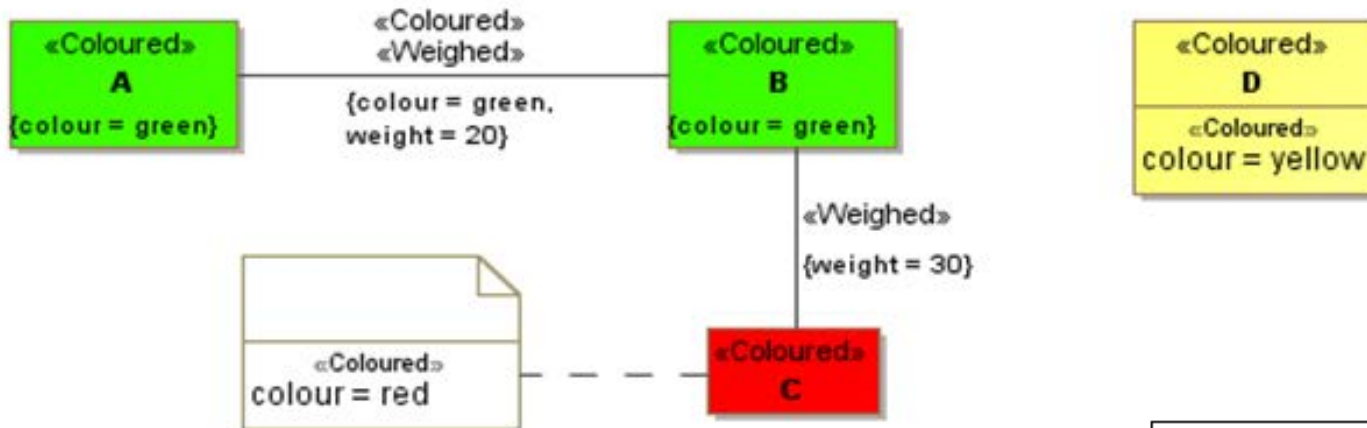 «Coloured»
A
{colour = green}
«Coloured»
«Weighed»
{colour = green,
weight = 20}
«Coloured»
B
{colour = green}
«Coloured»
D
«Coloured»
colour = yellow
«Weighed»
{weight = 30}
«Coloured»
colour = red
«Coloured»
C